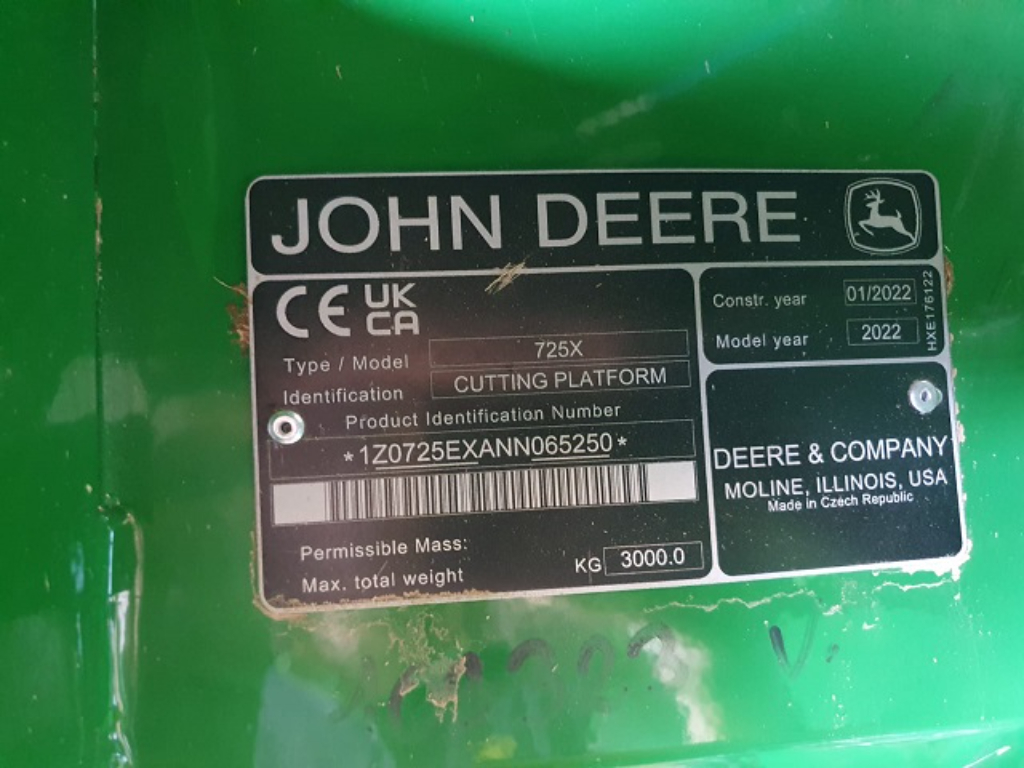 JOHN DEERE
CE UK
CA
Type / Model 725X
Identification CUTTING PLATFORM
Product Identification Number
*1Z0725EXANN065250*
Permissible Mass:
Max. total weight KG 3000.0
Constr. year 01/2022
Model year 2022
HXE176122
DEERE & COMPANY
MOLINE, ILLINOIS, USA
Made in Czech Republic